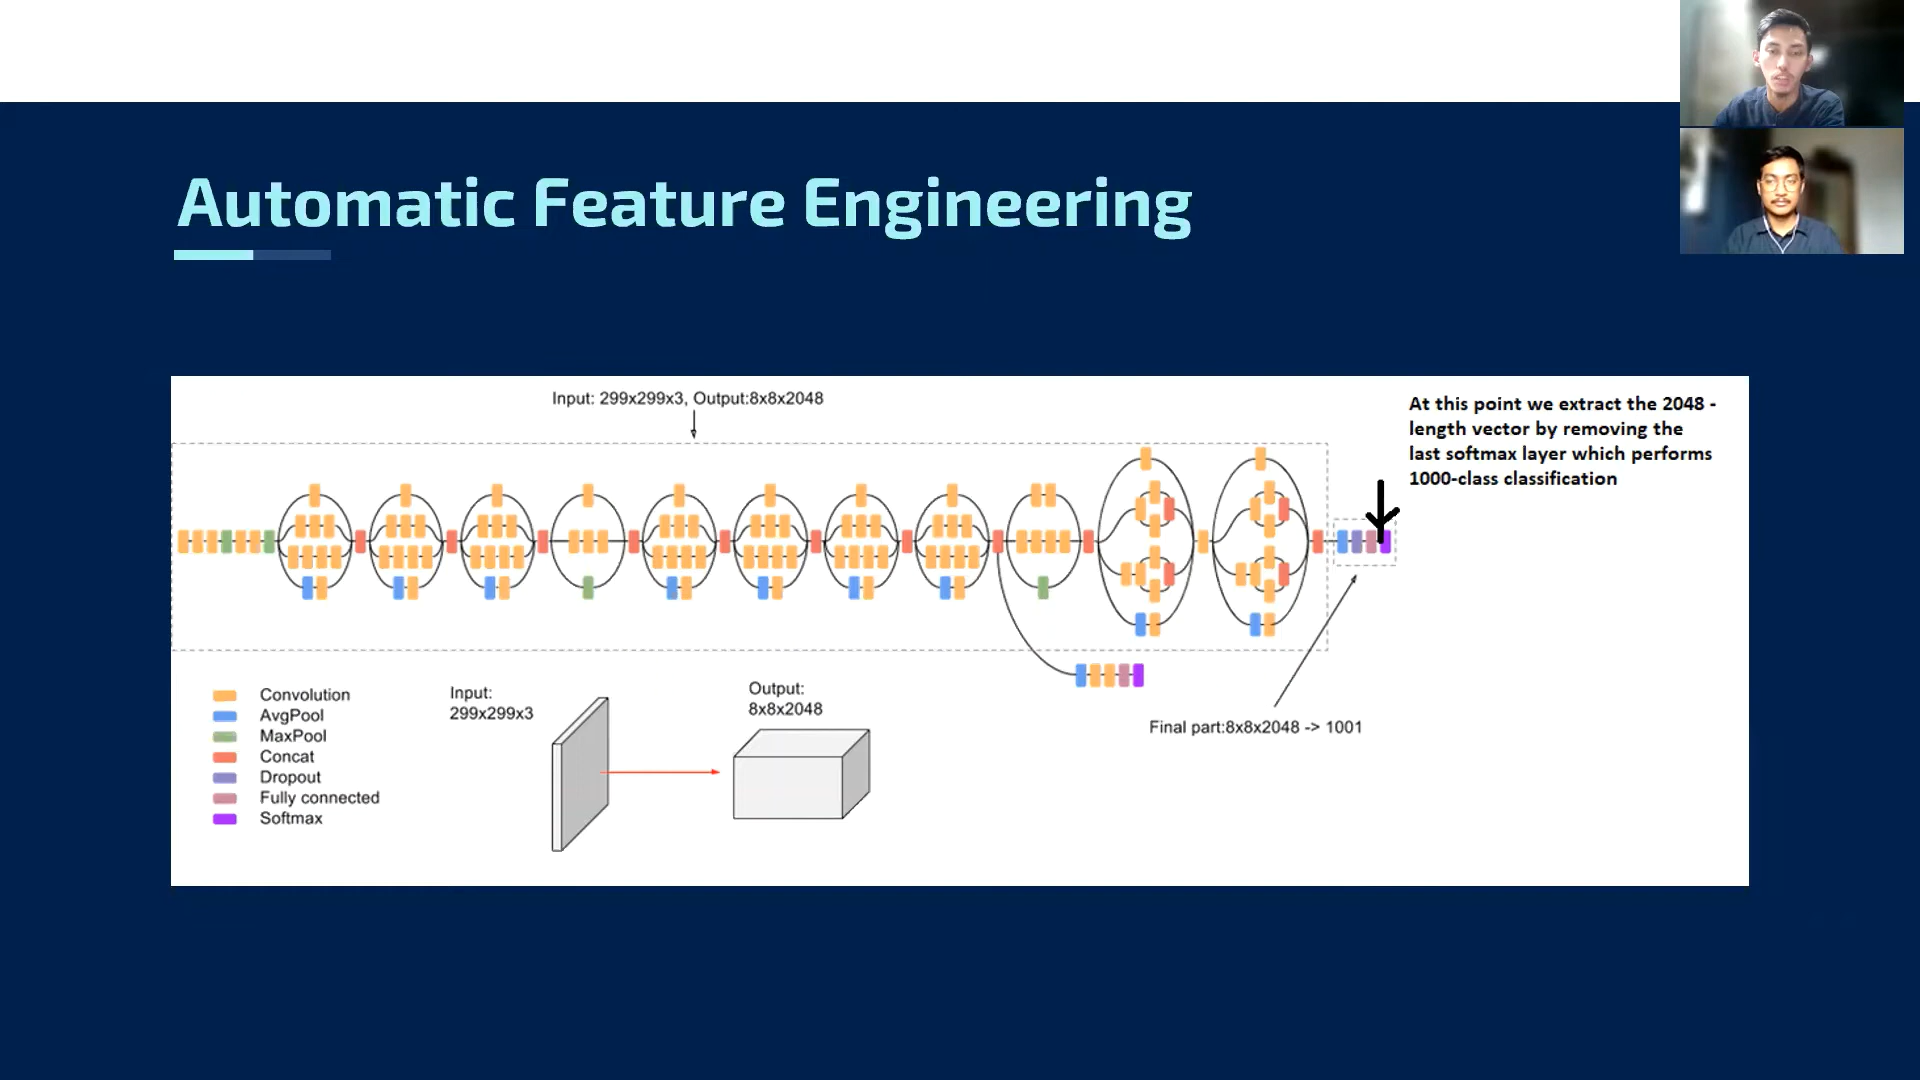 Automatic Feature Engineering
Input: 299x299x3, Output:8x8x2048
At this point we extract the 2048 -
length vector by removing the
last softmax layer which performs
1000-class classification
Convolution
AvgPool
MaxPool
Concat
Dropout
Fully connected
Softmax
Input:
299x299x3
Output:
8x8x2048
Final part:8x8x2048 -> 1001